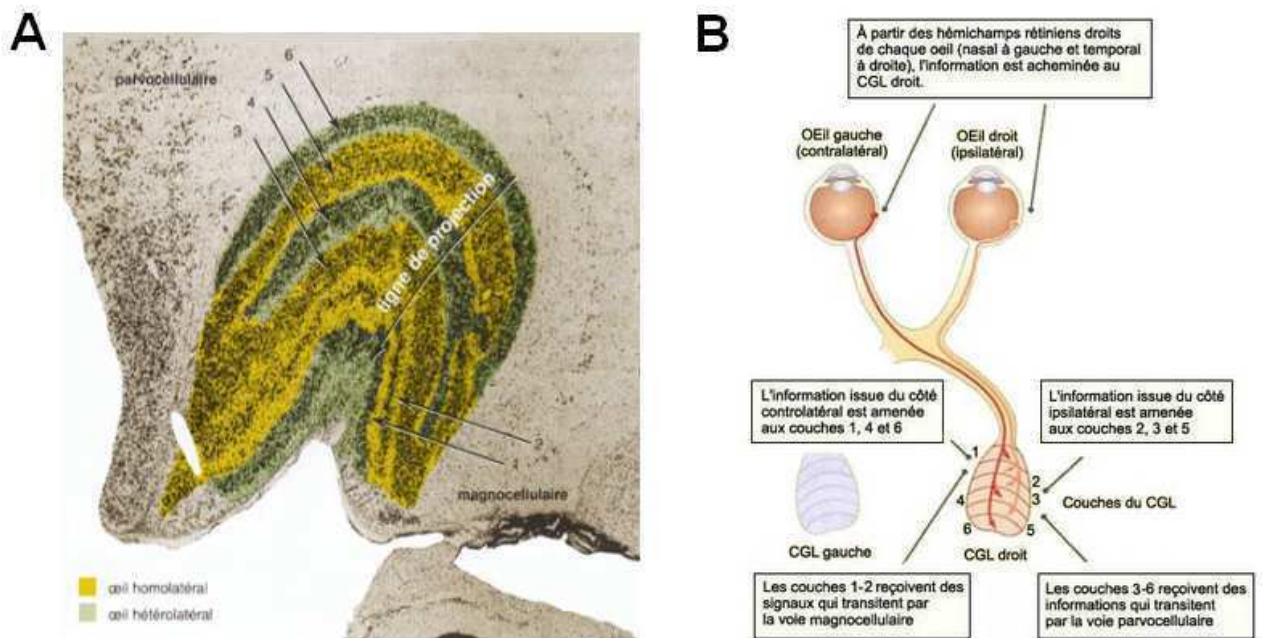 A
parvocellulaire
6
5
4
3
ligne de projection
2
1
magnocellulaire
œil homolatéral
œil hétérolatéral
B
À partir des hémichamps rétiniens droits
de chaque oeil (nasal à gauche et temporal
à droite), l'information est acheminée au
CGL droit.
OEil gauche
(contralatéral)
OEil droit
(ipsilatéral)
L'information issue du côté
controlatéral est amenée
aux couches 1, 4 et 6
L'information issue du côté
ipsilatéral est amenée
aux couches 2, 3 et 5
1
2
3
4
5
6
Couches du CGL
CGL gauche
CGL droit
Les couches 1-2 reçoivent des
signaux qui transitent par
la voie magnocellulaire
Les couches 3-6 reçoivent des
informations qui transitent
par la voie parvocellulaire